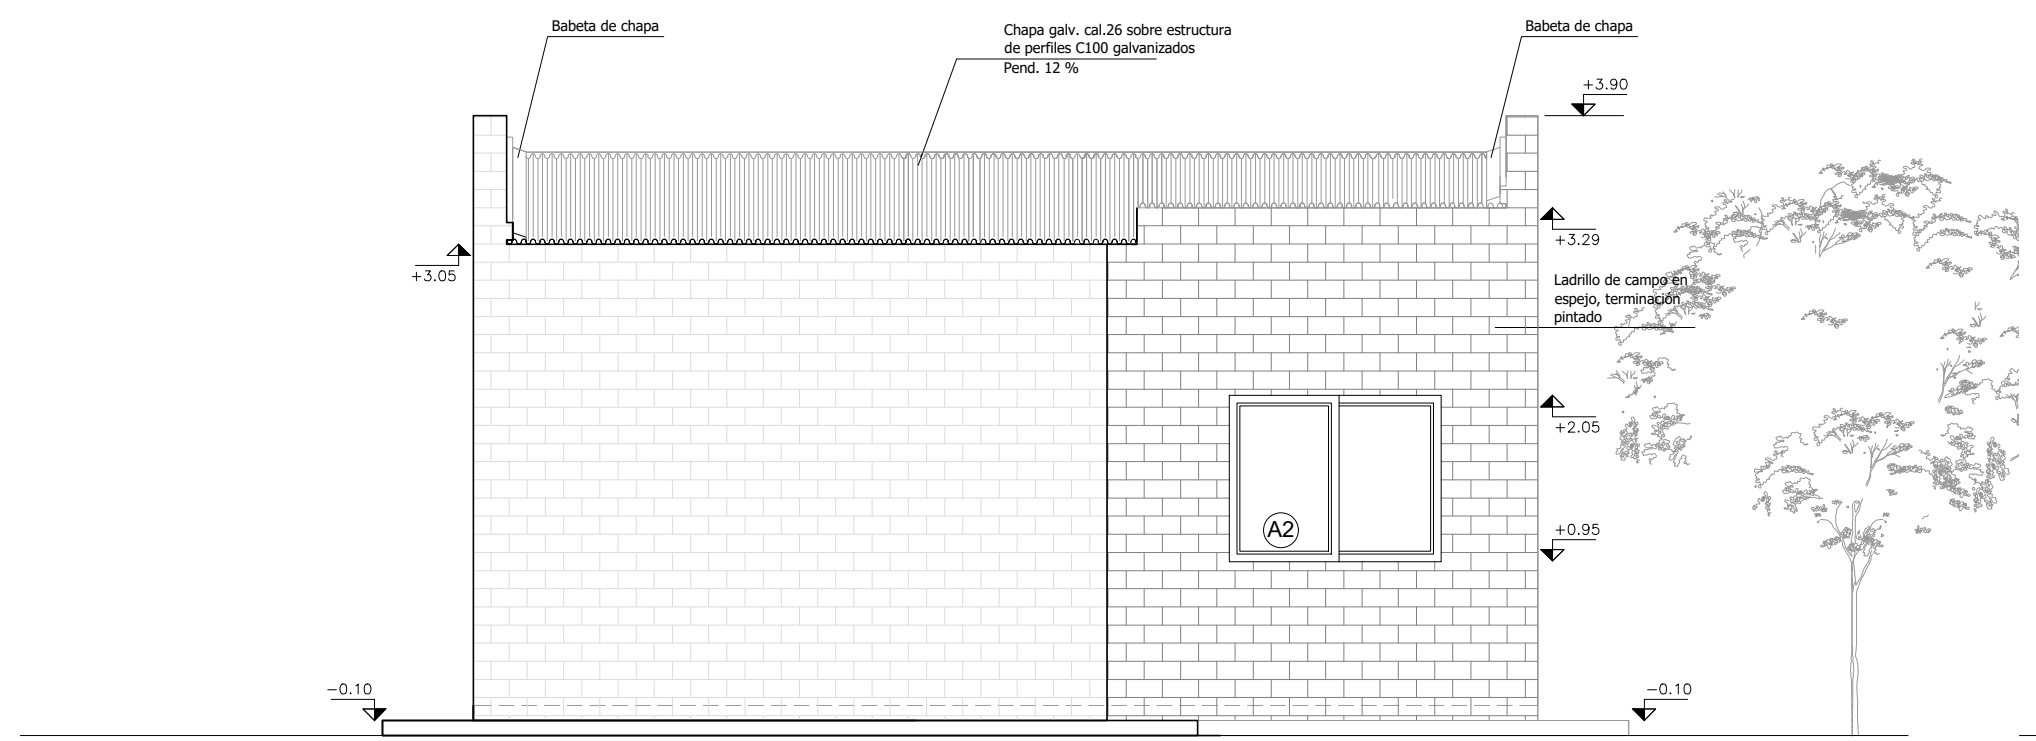 Babeta de chapa
Chapa galv. cal.26 sobre estructura
de perfiles C100 galvanizados
Pend. 12 %
Babeta de chapa
+3.90
+3.29
+3.05
Ladrillo de campo en
espejo, terminación
pintado
+2.05
A2
+0.95
-0.10
-0.10